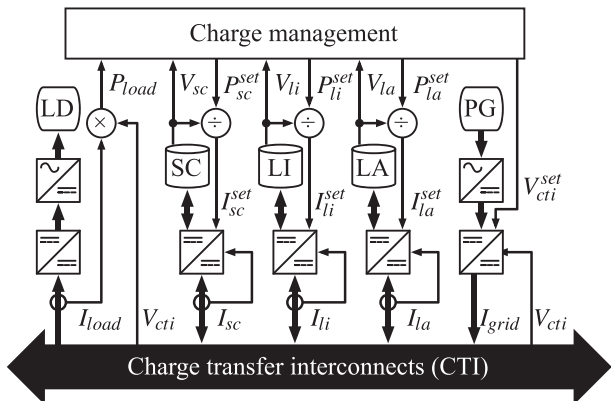 Charge management
P_load V_sc P_sc^set V_li P_li^set V_la P_la^set
LD × ÷ ÷ ÷ PG
SC LI LA
I_sc^set I_li^set I_la^set V_cti^set
I_load V_cti I_sc I_li I_la I_grid V_cti
Charge transfer interconnects (CTI)